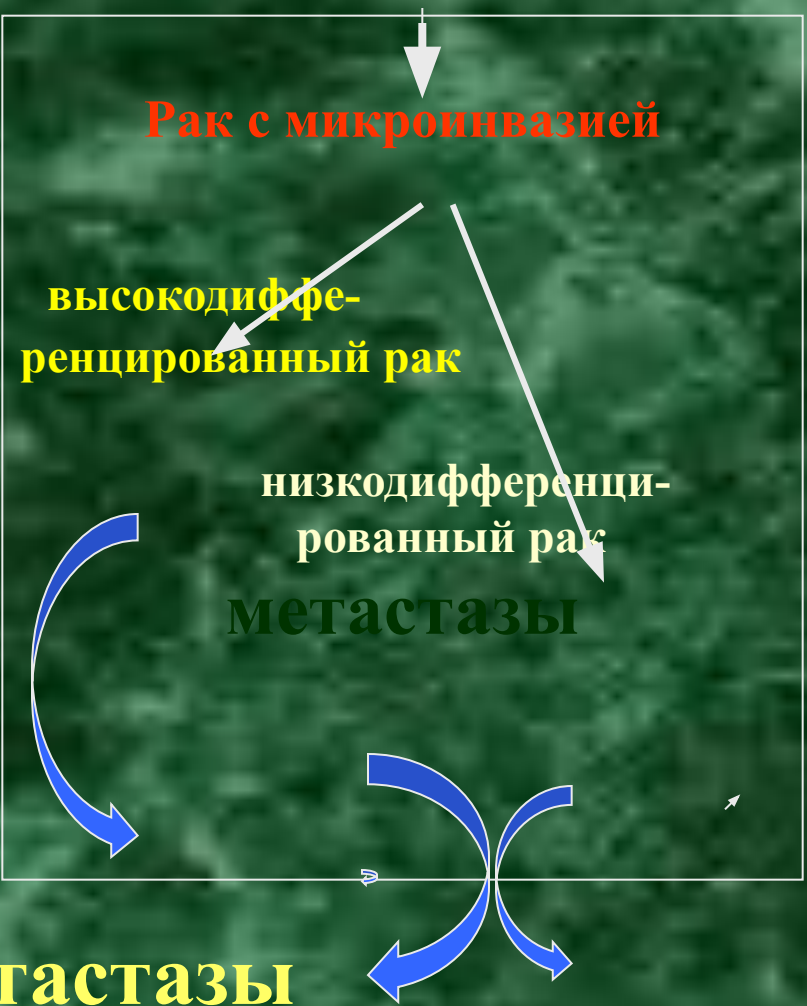 Рак с микроинвазией
высокодиффе-
ренцированный рак
низкодифференци-
рованный рак
метастазы
тастазы